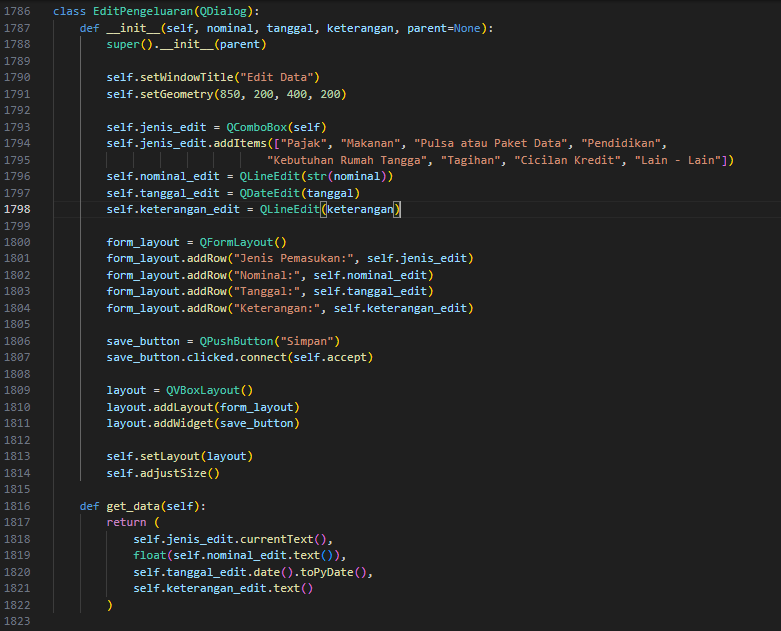 1786 class EditPengeluaran(QDialog):
1787     def __init__(self, nominal, tanggal, keterangan, parent=None):
1788         super().__init__(parent)
1789
1790         self.setWindowTitle("Edit Data")
1791         self.setGeometry(850, 200, 400, 200)
1792
1793         self.jenis_edit = QComboBox(self)
1794         self.jenis_edit.addItems(["Pajak", "Makanan", "Pulsa atau Paket Data", "Pendidikan",
1795                                 "Kebutuhan Rumah Tangga", "Tagihan", "Cicilan Kredit", "Lain - Lain"])
1796         self.nominal_edit = QLineEdit(str(nominal))
1797         self.tanggal_edit = QDateEdit(tanggal)
1798         self.keterangan_edit = QLineEdit(keterangan)
1799
1800         form_layout = QFormLayout()
1801         form_layout.addRow("Jenis Pemasukan:", self.jenis_edit)
1802         form_layout.addRow("Nominal:", self.nominal_edit)
1803         form_layout.addRow("Tanggal:", self.tanggal_edit)
1804         form_layout.addRow("Keterangan:", self.keterangan_edit)
1805
1806         save_button = QPushButton("Simpan")
1807         save_button.clicked.connect(self.accept)
1808
1809         layout = QVBoxLayout()
1810         layout.addLayout(form_layout)
1811         layout.addWidget(save_button)
1812
1813         self.setLayout(layout)
1814         self.adjustSize()
1815
1816     def get_data(self):
1817         return (
1818             self.jenis_edit.currentText(),
1819             float(self.nominal_edit.text()),
1820             self.tanggal_edit.date().toPyDate(),
1821             self.keterangan_edit.text()
1822         )
1823